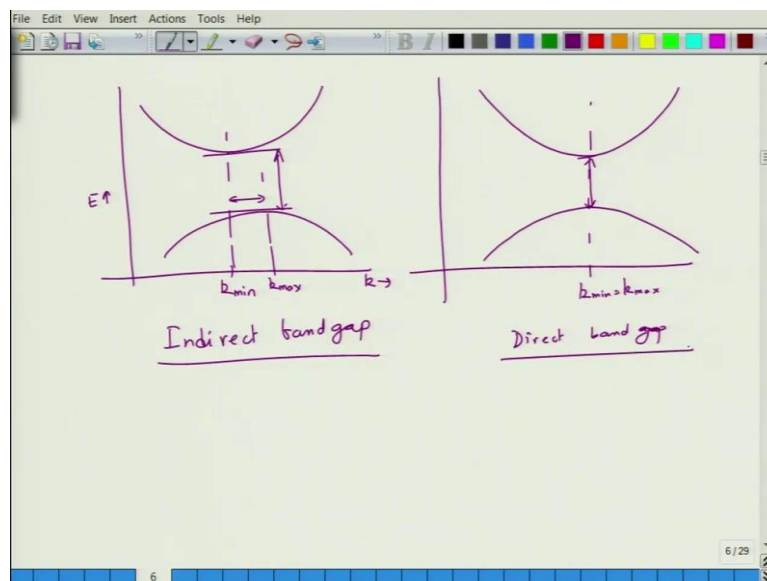 File Edit View Insert Actions Tools Help
» » B I
E↑
kmin kmax k→
kmin=kmax
Indirect bandgap
Direct band gap
6/29
6